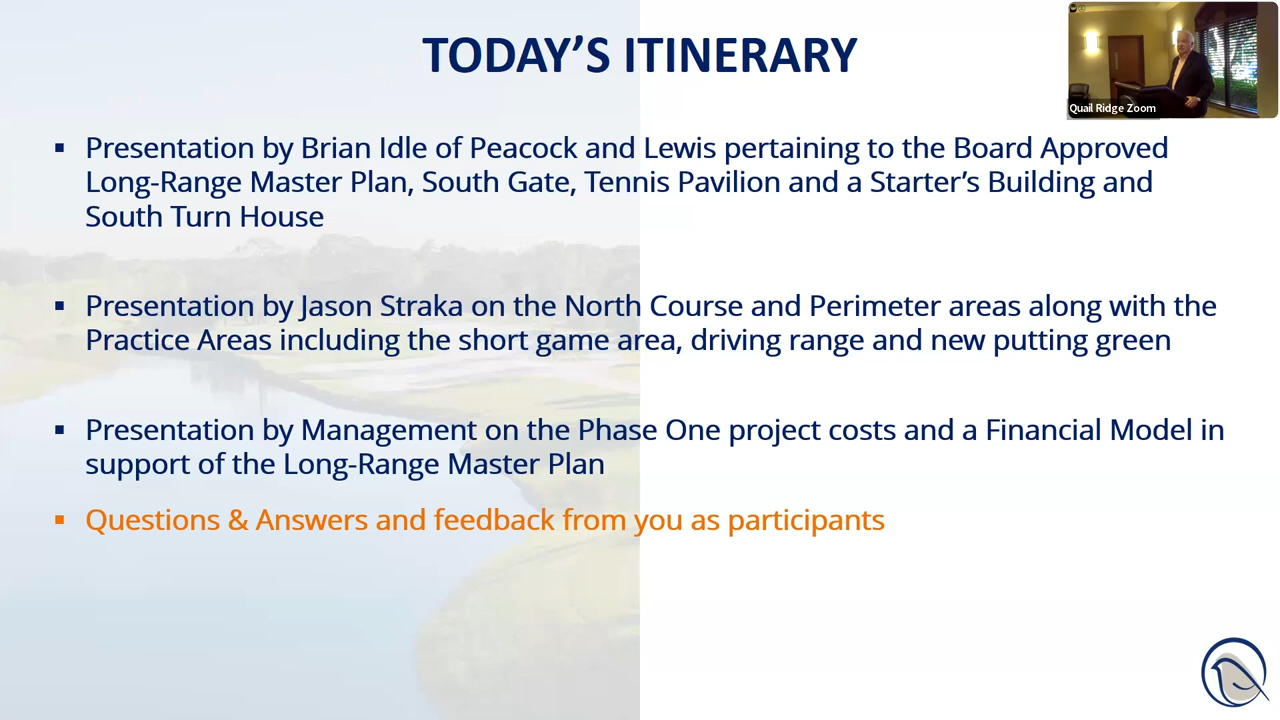 TODAY’S ITINERARY
Quail Ridge Zoom
▪ Presentation by Brian Idle of Peacock and Lewis pertaining to the Board Approved
Long-Range Master Plan, South Gate, Tennis Pavilion and a Starter’s Building and
South Turn House
▪ Presentation by Jason Straka on the North Course and Perimeter areas along with the
Practice Areas including the short game area, driving range and new putting green
▪ Presentation by Management on the Phase One project costs and a Financial Model in
support of the Long-Range Master Plan
▪ Questions & Answers and feedback from you as participants